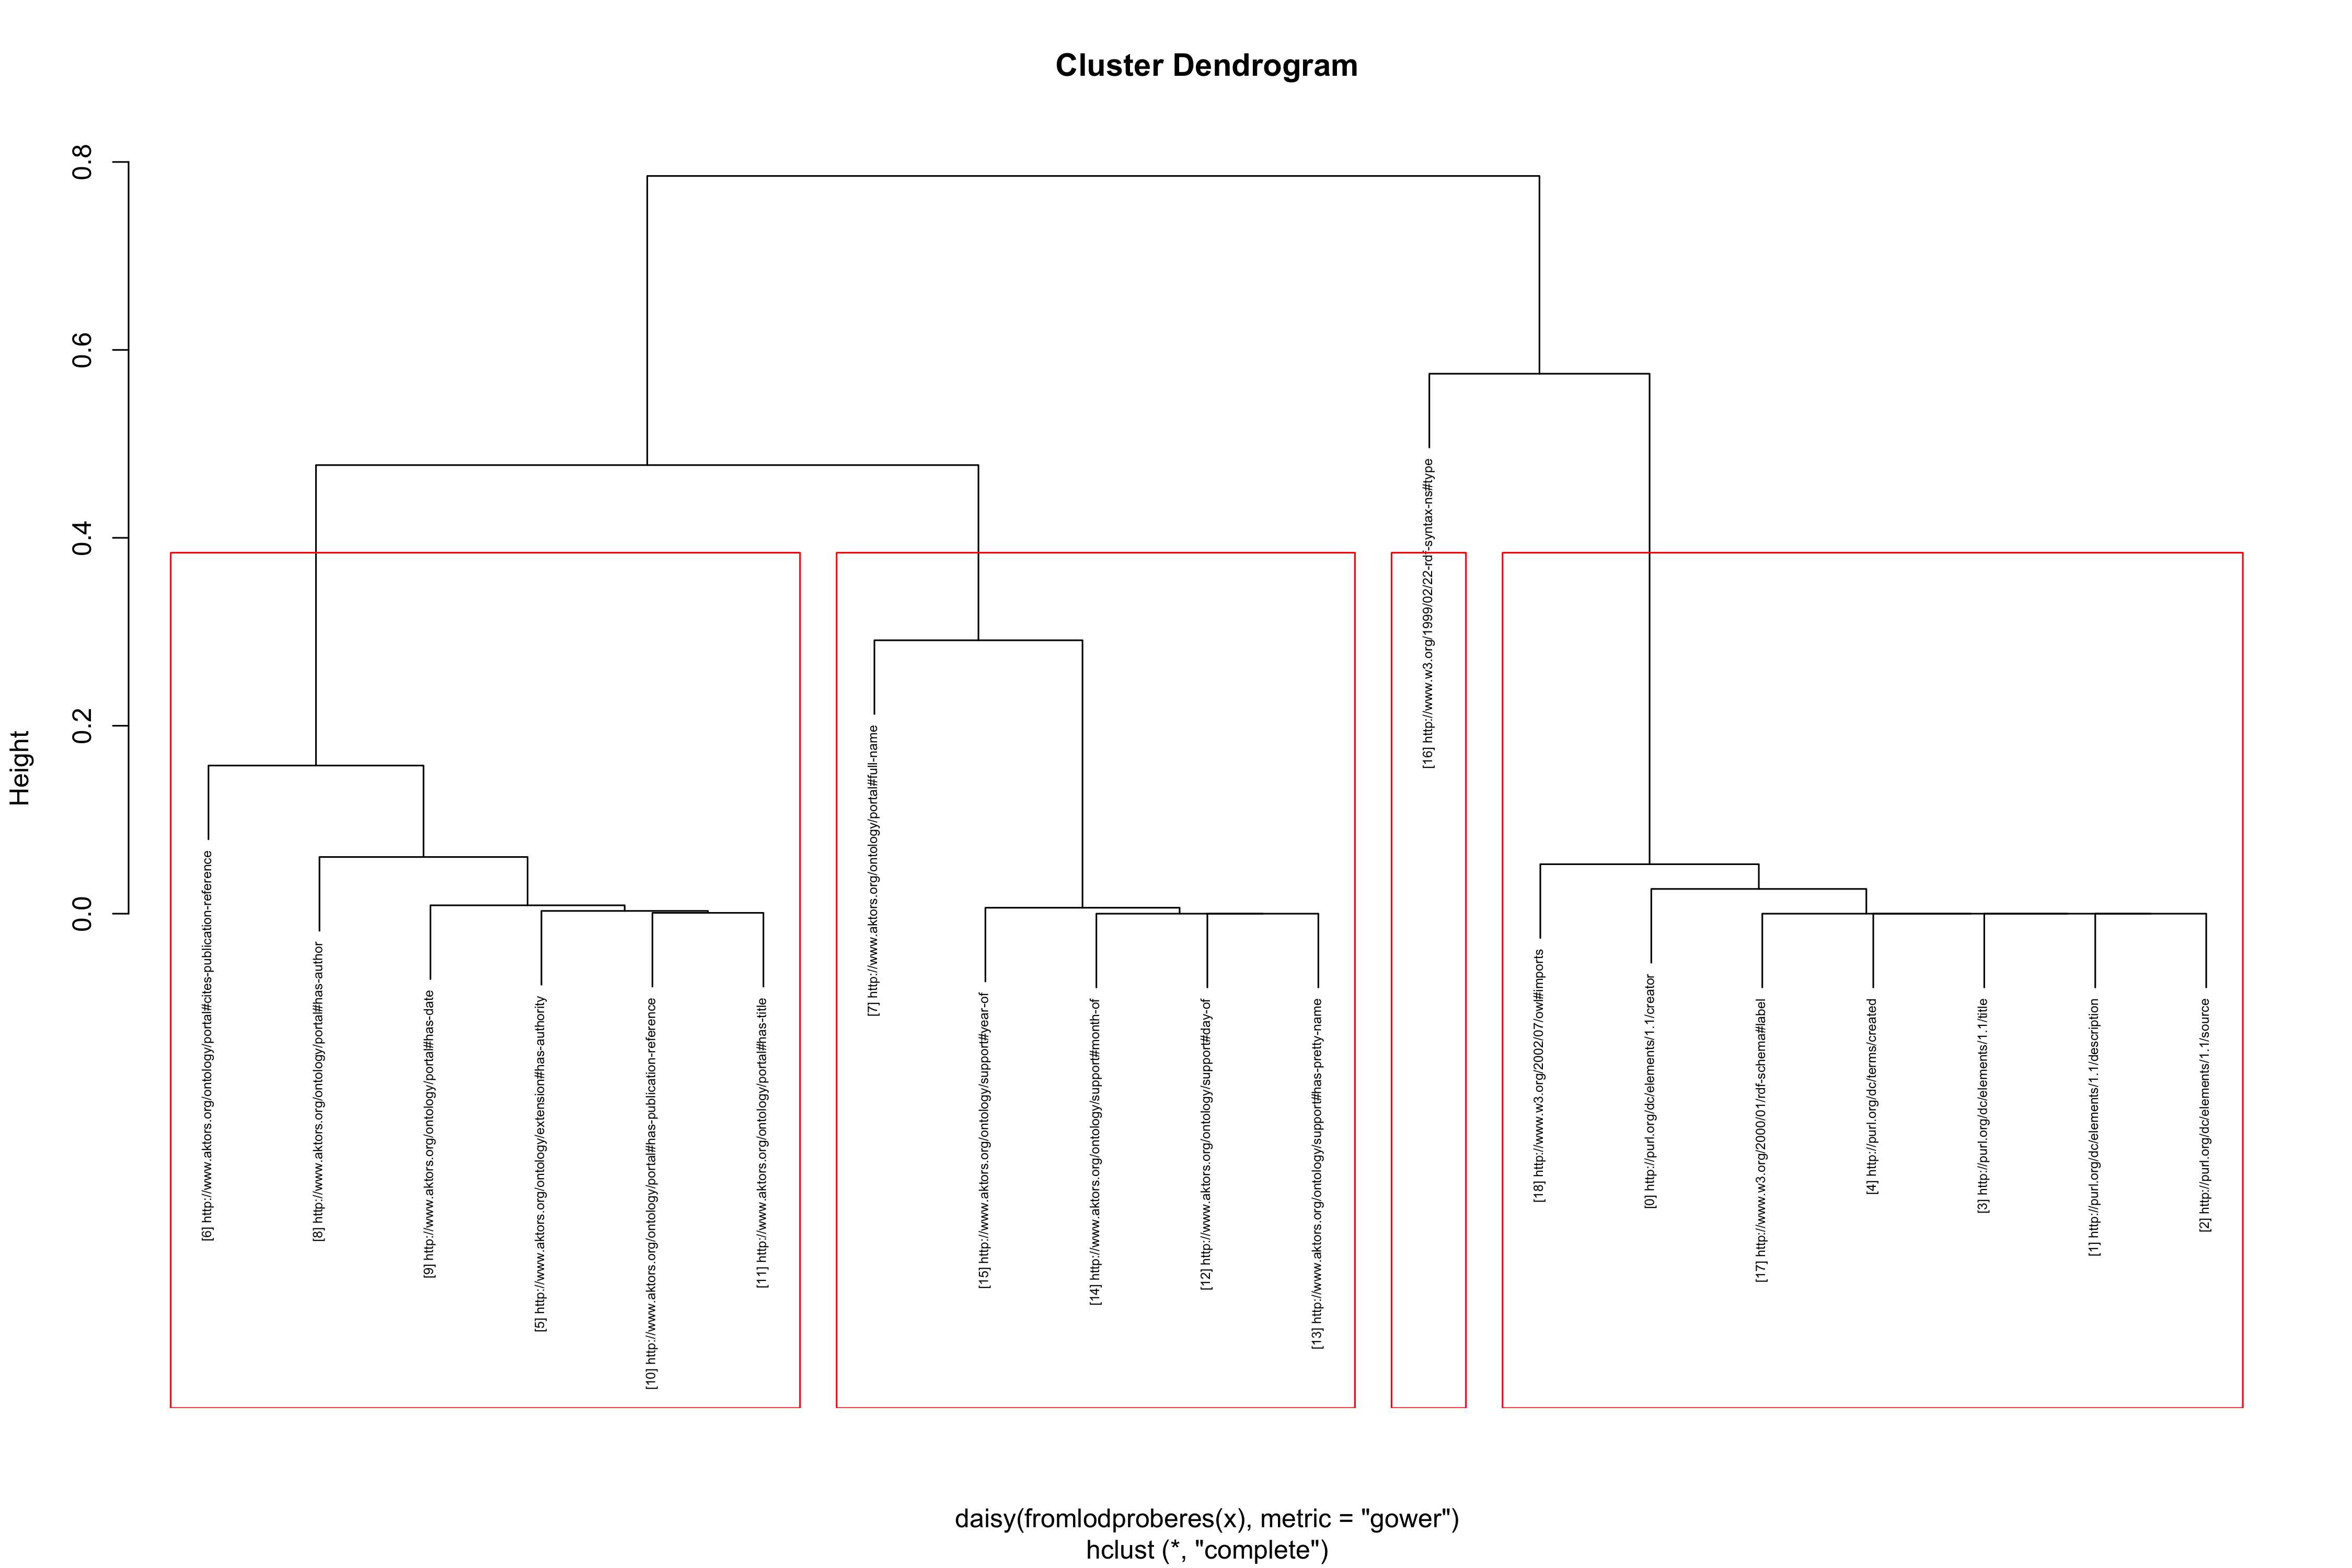 Cluster Dendrogram
Height
0.0
0.2
0.4
0.6
0.8
[6] http://www.aktors.org/ontology/portal#cites-publication-reference
[8] http://www.aktors.org/ontology/portal#has-author
[9] http://www.aktors.org/ontology/portal#has-date
[5] http://www.aktors.org/ontology/extension#has-authority
[10] http://www.aktors.org/ontology/portal#has-publication-reference
[11] http://www.aktors.org/ontology/portal#has-title
[7] http://www.aktors.org/ontology/portal#full-name
[15] http://www.aktors.org/ontology/support#year-of
[14] http://www.aktors.org/ontology/support#month-of
[12] http://www.aktors.org/ontology/support#day-of
[13] http://www.aktors.org/ontology/support#has-pretty-name
[16] http://www.w3.org/1999/02/22-rdf-syntax-ns#type
[18] http://www.w3.org/2002/07/owl#imports
[0] http://purl.org/dc/elements/1.1/creator
[17] http://www.w3.org/2000/01/rdf-schema#label
[4] http://purl.org/dc/terms/created
[3] http://purl.org/dc/elements/1.1/title
[1] http://purl.org/dc/elements/1.1/description
[2] http://purl.org/dc/elements/1.1/source
daisy(fromlodproberes(x), metric = "gower")
hclust (*, "complete")